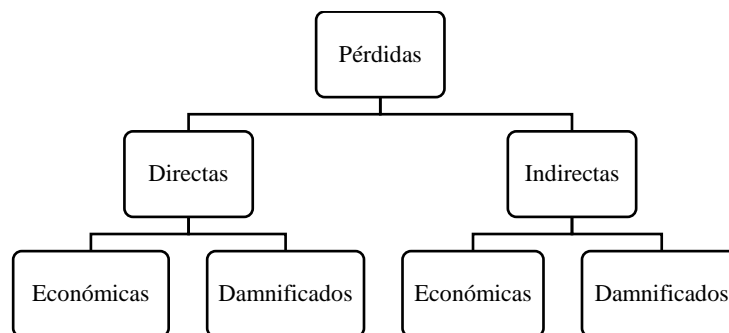 Pérdidas
Directas
Indirectas
Económicas
Damnificados
Económicas
Damnificados